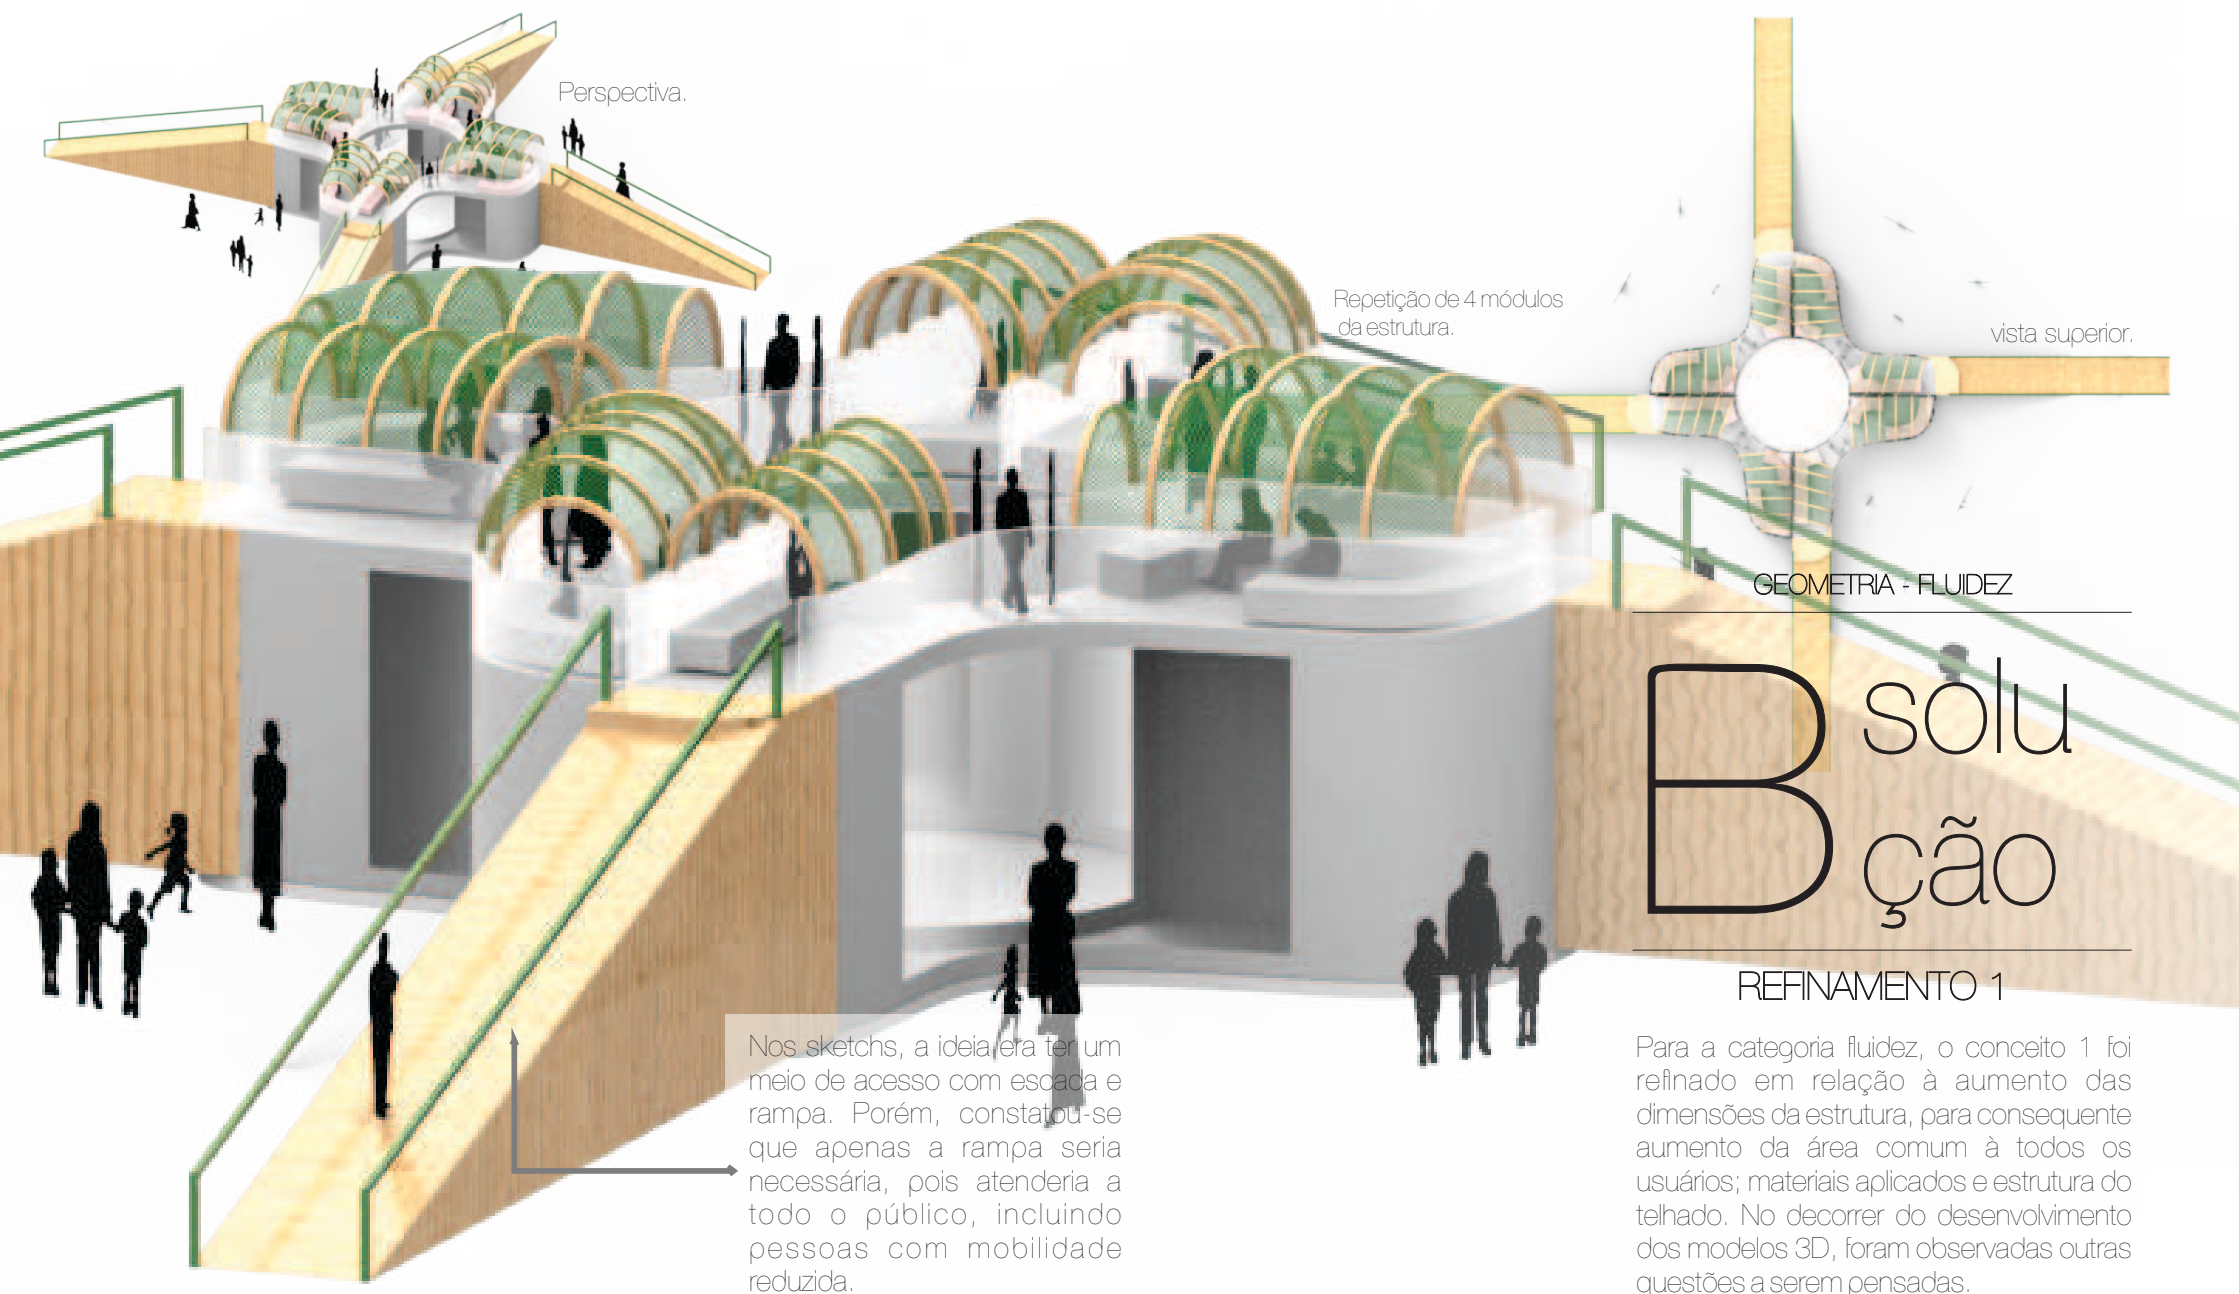 Perspectiva.
Repetição de 4 módulos
da estrutura.
vista superior.
GEOMETRIA - FLUIDEZ
B solu
ção
REFINAMENTO 1
Nos sketchs, a ideia era ter um
meio de acesso com escada e
rampa. Porém, constatou-se
que apenas a rampa seria
necessária, pois atenderia a
todo o público, incluindo
pessoas com mobilidade
reduzida.
Para a categoria fluidez, o conceito 1 foi
refinado em relação à aumento das
dimensões da estrutura, para consequente
aumento da área comum à todos os
usuários; materiais aplicados e estrutura do
telhado. No decorrer do desenvolvimento
dos modelos 3D, foram observadas outras
questões a serem pensadas.